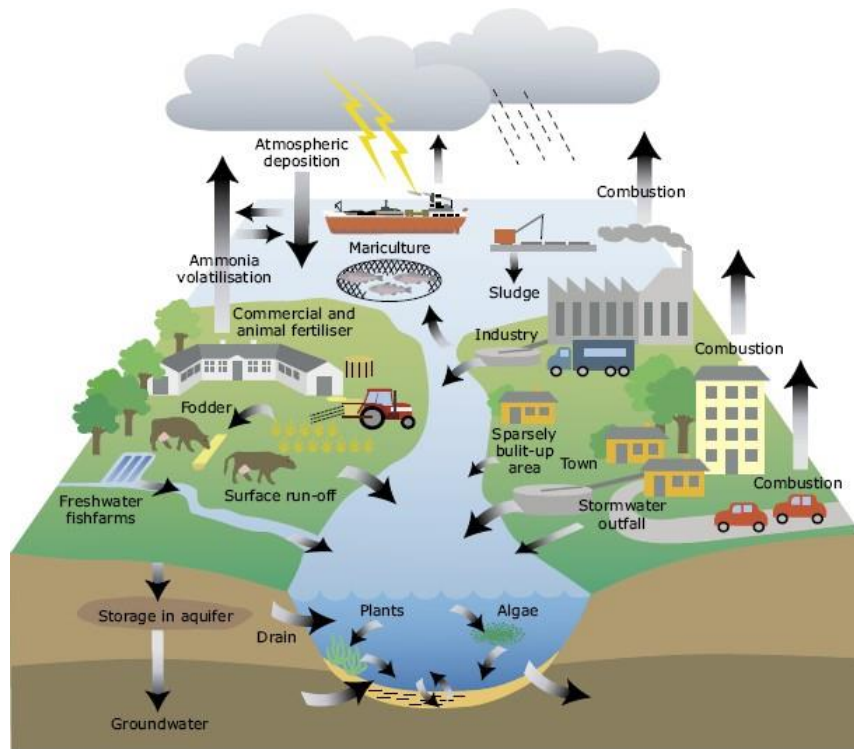 Atmospheric
deposition
Combustion
Ammonia
volatilisation
Mariculture
Sludge
Commercial and
animal fertiliser
Industry
Combustion
Fodder
Sparsely
bulit-up
area
Town
Freshwater
fishfarms
Surface run-off
Stormwater
outfall
Combustion
Storage in aquifer
Drain
Plants
Algae
Groundwater